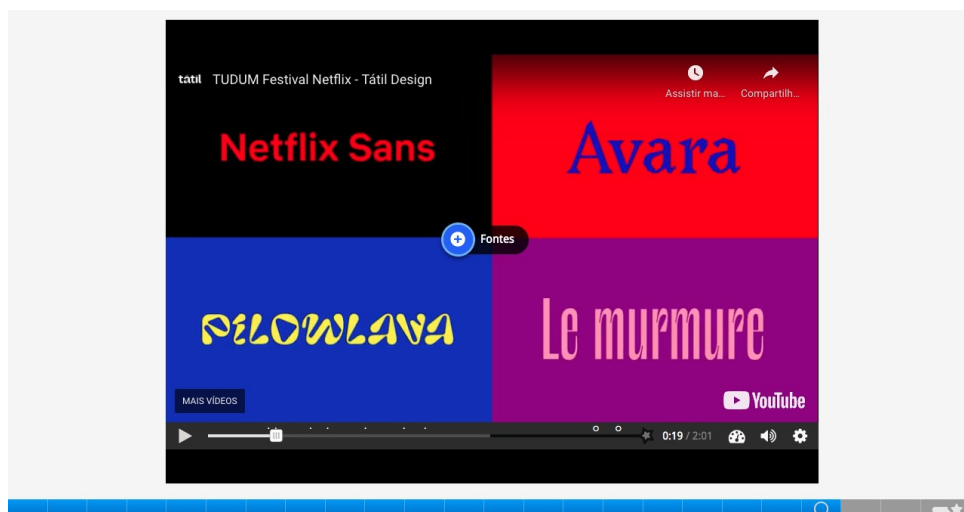 tátil TUDUM Festival Netflix - Tátil Design
Assistir ma... Compartilh...
Netflix Sans
Avara
Fontes
PILOWLAVA
Le murmure
MAIS VÍDEOS
YouTube
0:19 / 2:01